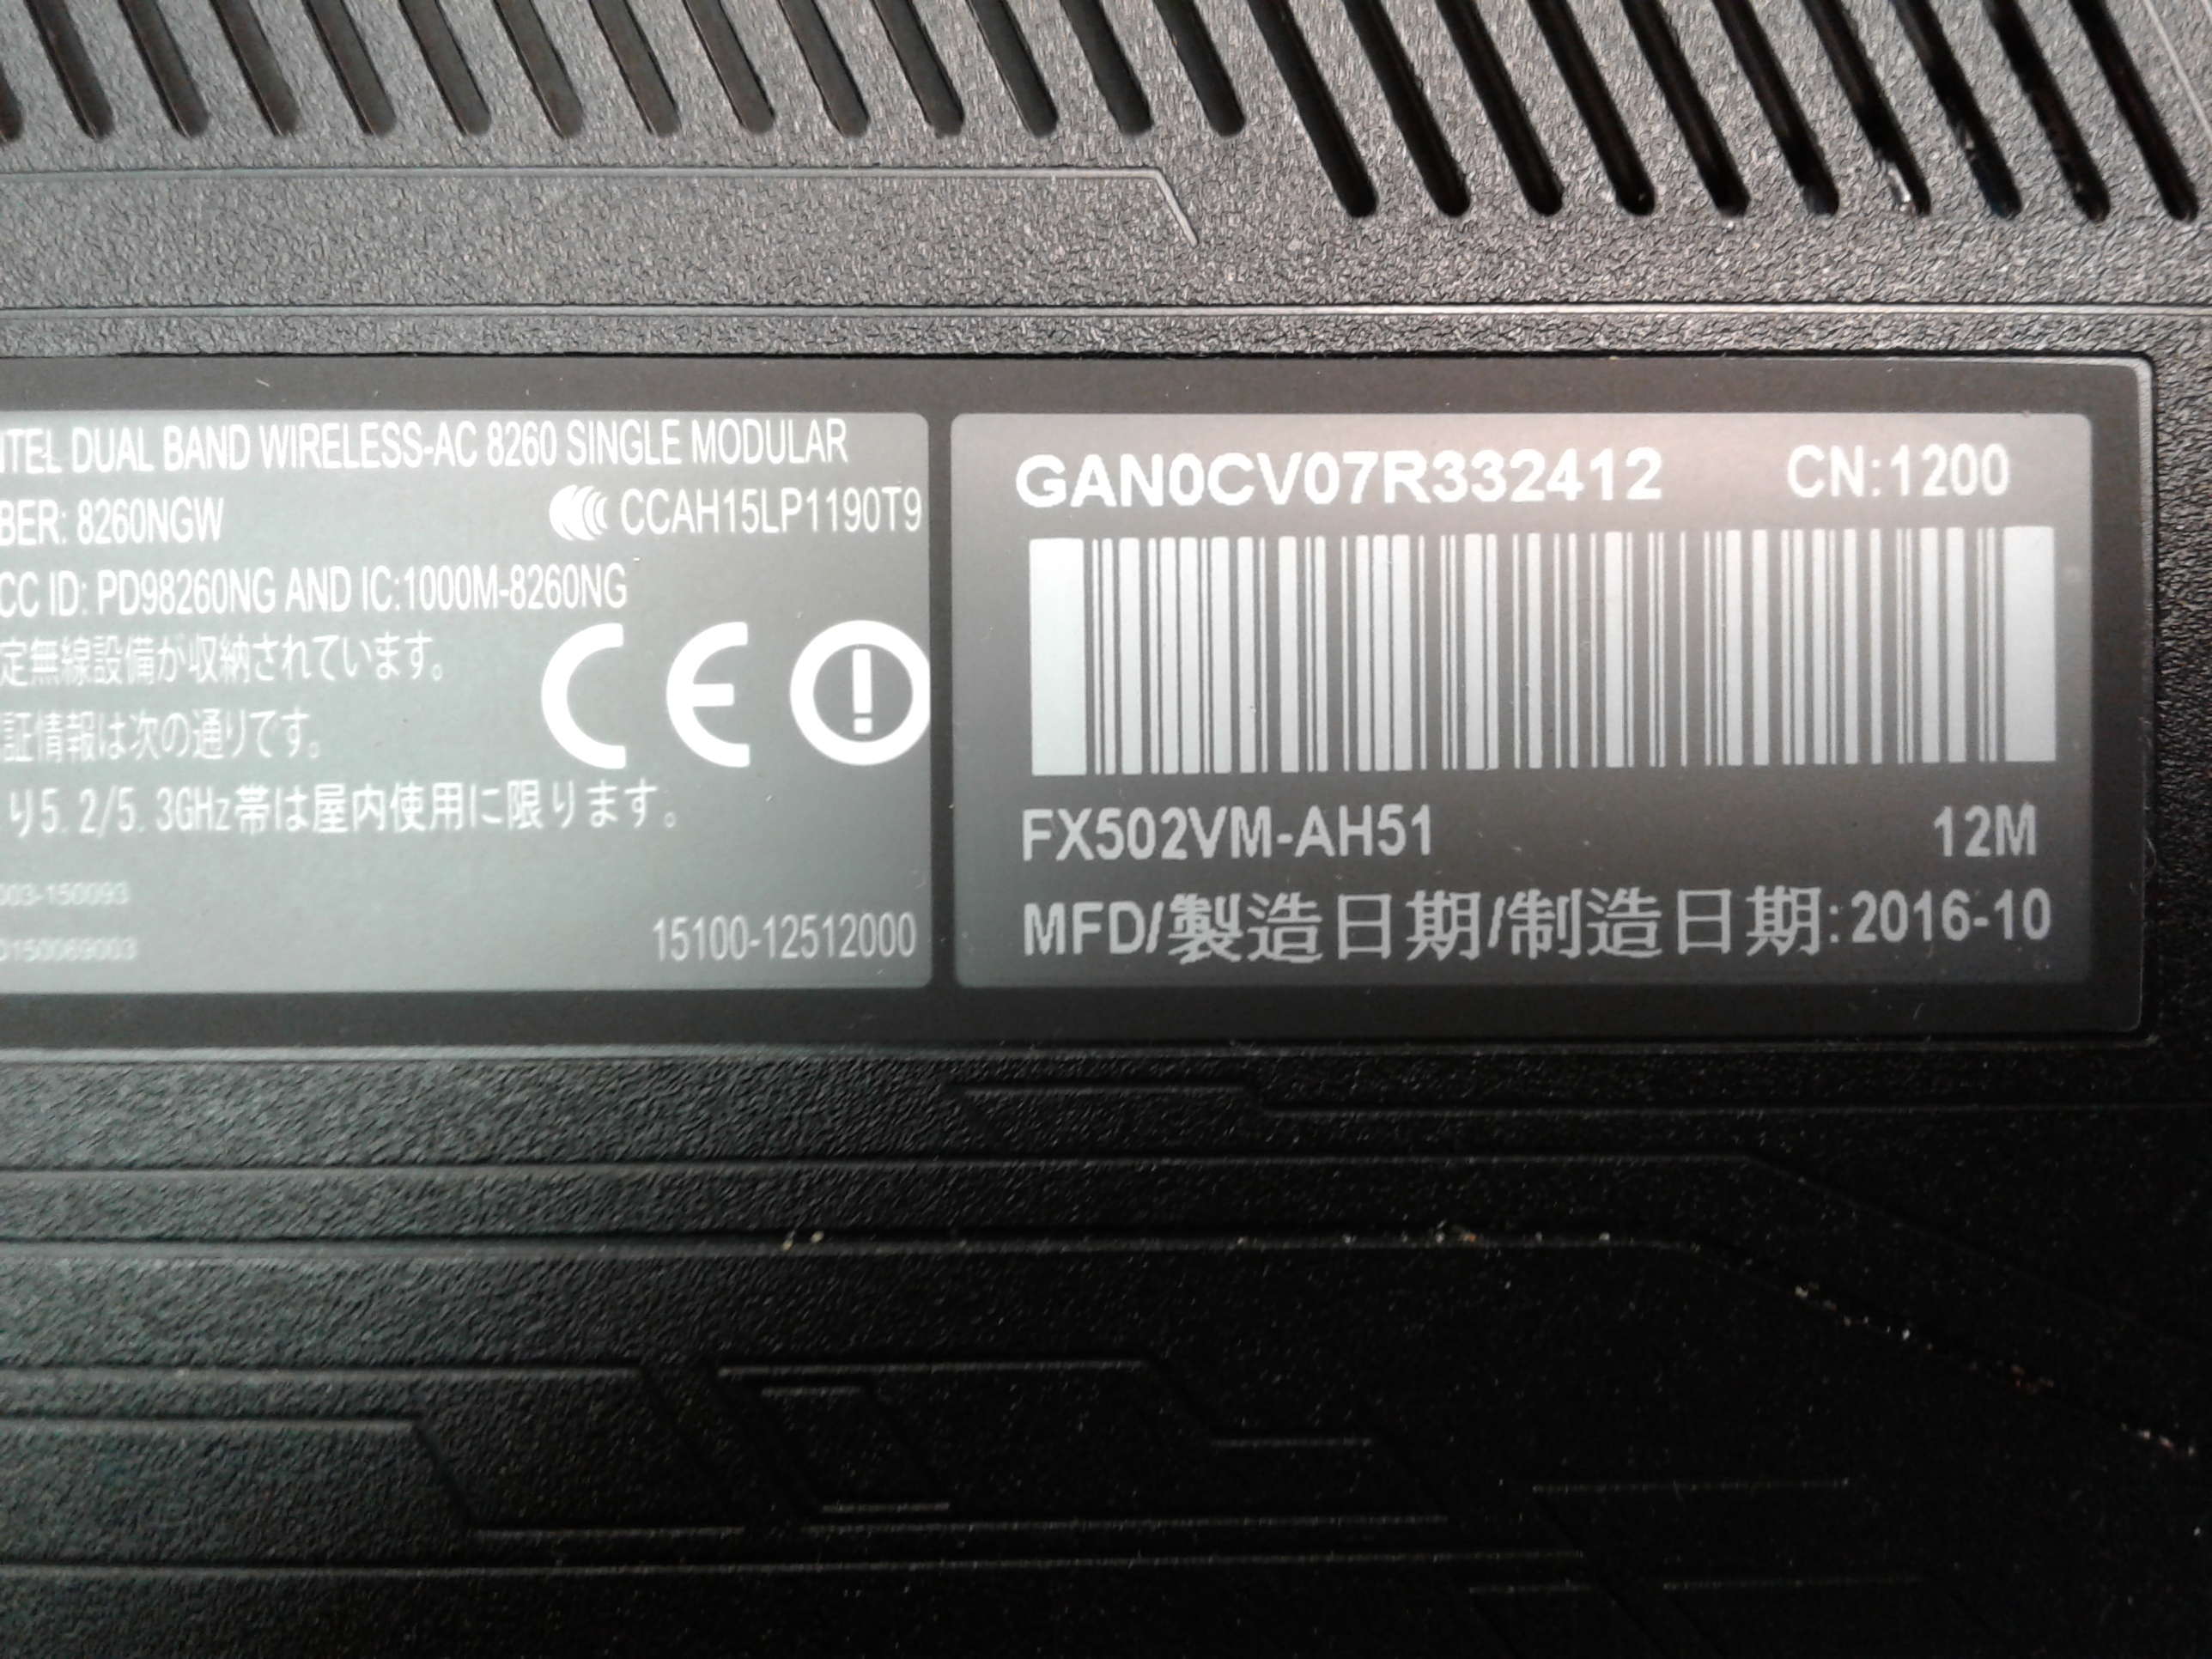 NTEL DUAL BAND WIRELESS-AC 8260 SINGLE MODULAR
BER: 8260NGW
CCAH15LP1190T9
CC ID: PD98260NG AND IC:1000M-8260NG
定無線設備が収納されています。
証情報は次の通りです。
り5.2/5.3GHz帯は屋内使用に限ります。
CE
003-150093
D150069003
15100-12512000
GAN0CV07R332412 CN:1200
FX502VM-AH51 12M
MFD/製造日期/制造日期:2016-10